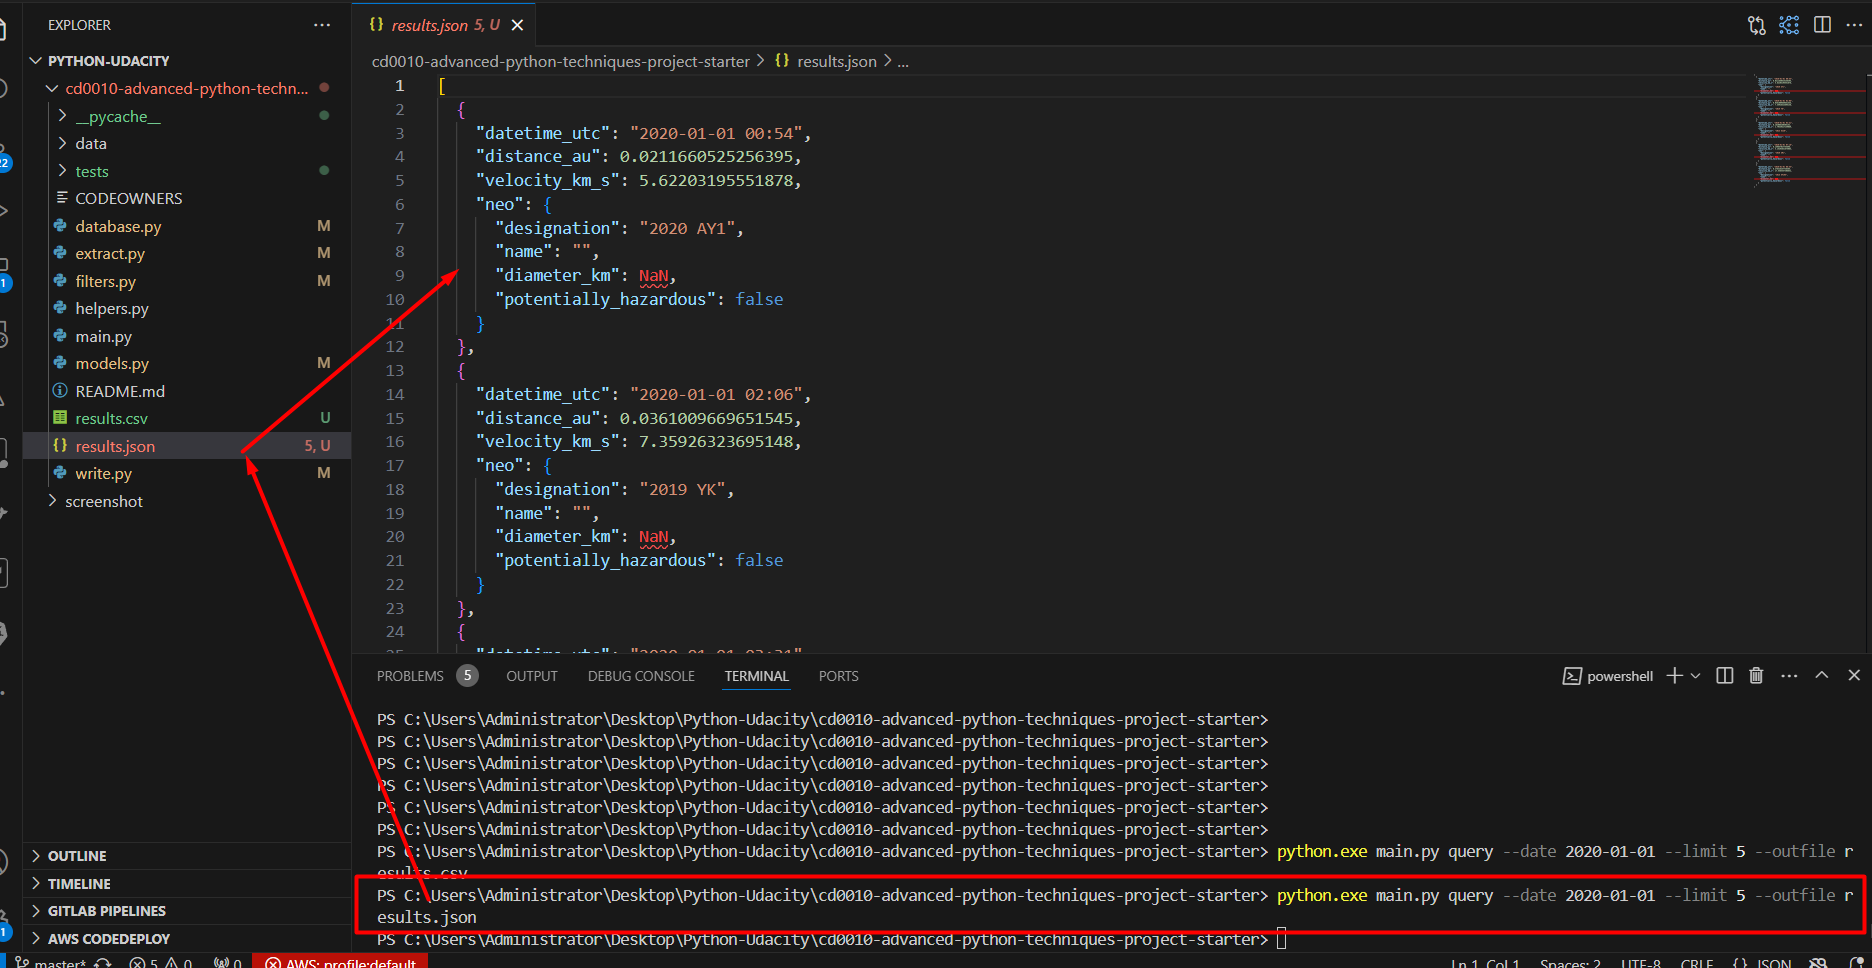 EXPLORER
PYTHON-UDACITY
cd0010-advanced-python-techn...
__pycache__
data
tests
CODEOWNERS
database.py M
extract.py M
filters.py M
helpers.py
main.py
models.py M
README.md
results.csv U
results.json 5, U
write.py M
screenshot
OUTLINE
TIMELINE
GITLAB PIPELINES
AWS CODEDEPLOY
22
1
1
{} results.json 5, U
cd0010-advanced-python-techniques-project-starter > {} results.json > ...
1 [
2 {
3 "datetime_utc": "2020-01-01 00:54",
4 "distance_au": 0.0211660525256395,
5 "velocity_km_s": 5.62203195551878,
6 "neo": {
7 "designation": "2020 AY1",
8 "name": "",
9 "diameter_km": NaN,
10 "potentially_hazardous": false
11 }
12 },
13 {
14 "datetime_utc": "2020-01-01 02:06",
15 "distance_au": 0.0361009669651545,
16 "velocity_km_s": 7.35926323695148,
17 "neo": {
18 "designation": "2019 YK",
19 "name": "",
20 "diameter_km": NaN,
21 "potentially_hazardous": false
22 }
23 },
24 {
25 "datetime_utc": "2020-01-01 03:31"
PROBLEMS 5 OUTPUT DEBUG CONSOLE TERMINAL PORTS
powershell
PS C:\Users\Administrator\Desktop\Python-Udacity\cd0010-advanced-python-techniques-project-starter>
PS C:\Users\Administrator\Desktop\Python-Udacity\cd0010-advanced-python-techniques-project-starter>
PS C:\Users\Administrator\Desktop\Python-Udacity\cd0010-advanced-python-techniques-project-starter>
PS C:\Users\Administrator\Desktop\Python-Udacity\cd0010-advanced-python-techniques-project-starter>
PS C:\Users\Administrator\Desktop\Python-Udacity\cd0010-advanced-python-techniques-project-starter>
PS C:\Users\Administrator\Desktop\Python-Udacity\cd0010-advanced-python-techniques-project-starter>
PS C:\Users\Administrator\Desktop\Python-Udacity\cd0010-advanced-python-techniques-project-starter> python.exe main.py query --date 2020-01-01 --limit 5 --outfile r
esults.csv
PS C:\Users\Administrator\Desktop\Python-Udacity\cd0010-advanced-python-techniques-project-starter> python.exe main.py query --date 2020-01-01 --limit 5 --outfile r
esults.json
PS C:\Users\Administrator\Desktop\Python-Udacity\cd0010-advanced-python-techniques-project-starter>
master* 5 0 0 AWS: profile:default Ln 1, Col 1 Spaces: 2 UTF-8 CRLF {} JSON